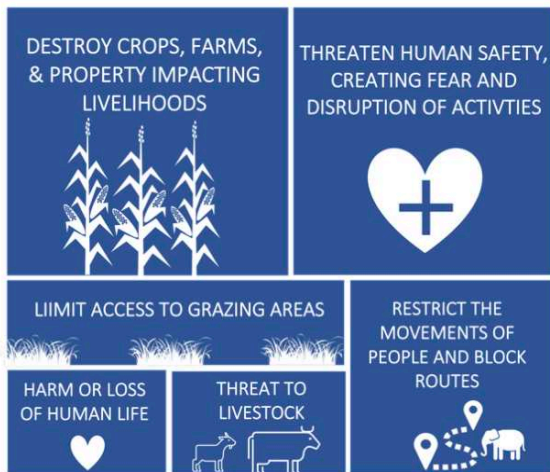 DESTROY CROPS, FARMS,
& PROPERTY IMPACTING
LIVELIHOODS
THREATEN HUMAN SAFETY,
CREATING FEAR AND
DISRUPTION OF ACTIVTIES
LIIMIT ACCESS TO GRAZING AREAS
RESTRICT THE
MOVEMENTS OF
PEOPLE AND BLOCK
ROUTES
HARM OR LOSS
OF HUMAN LIFE
THREAT TO
LIVESTOCK